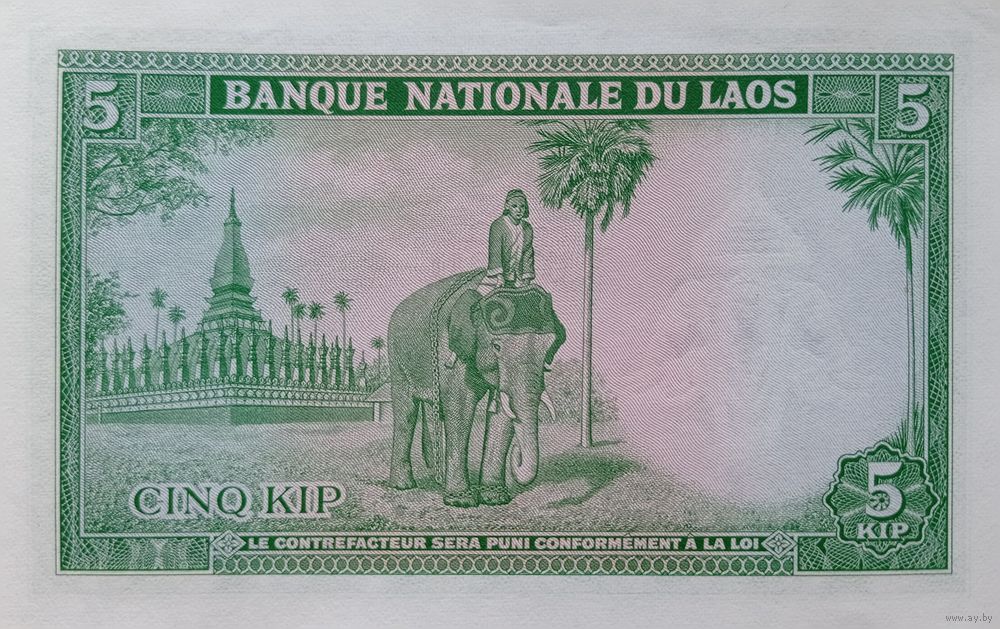 5 BANQUE NATIONALE DU LAOS 5
CINQ KIP
5
KIP
LE CONTREFACTEUR SERA PUNI CONFORMÉMENT À LA LOI
www.ay.by